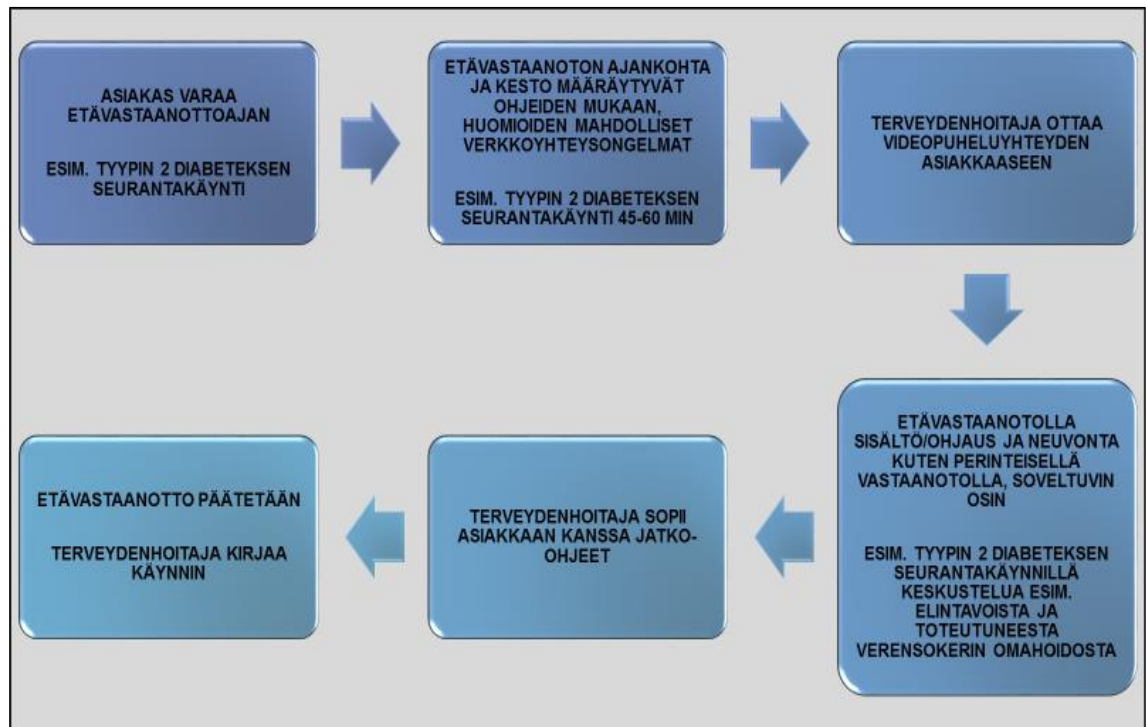 ASIAKAS VARAA
ETÄVASTAANOTTOAJAN
ESIM. TYYPIN 2 DIABETEKSEN
SEURANTAKÄYNTI
ETÄVASTAANOTON AJANKOHTA
JA KESTO MÄÄRÄYTYVÄT
OHJEIDEN MUKAAN,
HUOMIOIDEN MAHDOLLISET
VERKKOYHTEYSONGELMAT
ESIM. TYYPIN 2 DIABETEKSEN
SEURANTAKÄYNTI 45-60 MIN
TERVEYDENHOITAJA OTTAA
VIDEOPUHELUYHTEYDEN
ASIAKKAASEEN
ETÄVASTAANOTOLLA
SISÄLTÖ/OHJAUS JA NEUVONTA
KUTEN PERINTEISELLÄ
VASTAANOTOLLA, SOVELTUVIN
OSIN
ESIM. TYYPIN 2 DIABETEKSEN
SEURANTAKÄYNNILLÄ
KESKUSTELUA ESIM.
ELINTAVOISTA JA
TOTEUTUNEESTA
VERENSOKERIN OMAHOIDOSTA
TERVEYDENHOITAJA SOPII
ASIAKKAAN KANSSA JATKO-
OHJEET
ETÄVASTAANOTTO PÄÄTETÄÄN
TERVEYDENHOITAJA KIRJAA
KÄYNNIN